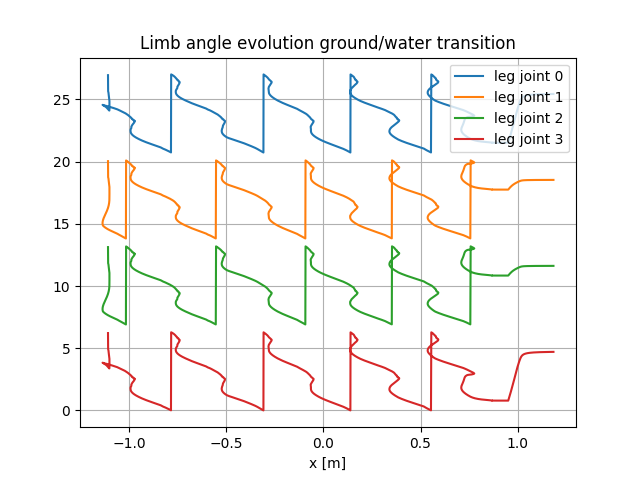 Limb angle evolution ground/water transition
leg joint 0
leg joint 1
leg joint 2
leg joint 3
25
20
15
10
5
0
−1.0 −0.5 0.0 0.5 1.0
x [m]